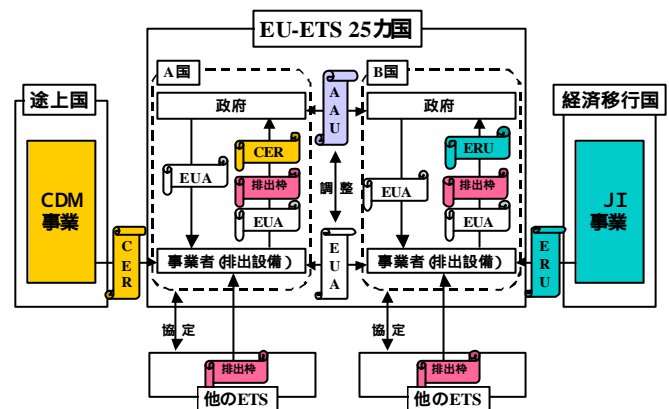 EU-ETS 25カ国
A国
B国
途上国
経済移行国
政府
AAU
政府
CER
ERU
EUA
排出枠
EUA
調整
EUA
排出枠
EUA
CDM
事業
CER
事業者(排出設備)
EUA
事業者(排出設備)
ERU
JI
事業
協定
協定
排出枠
排出枠
他のETS
他のETS